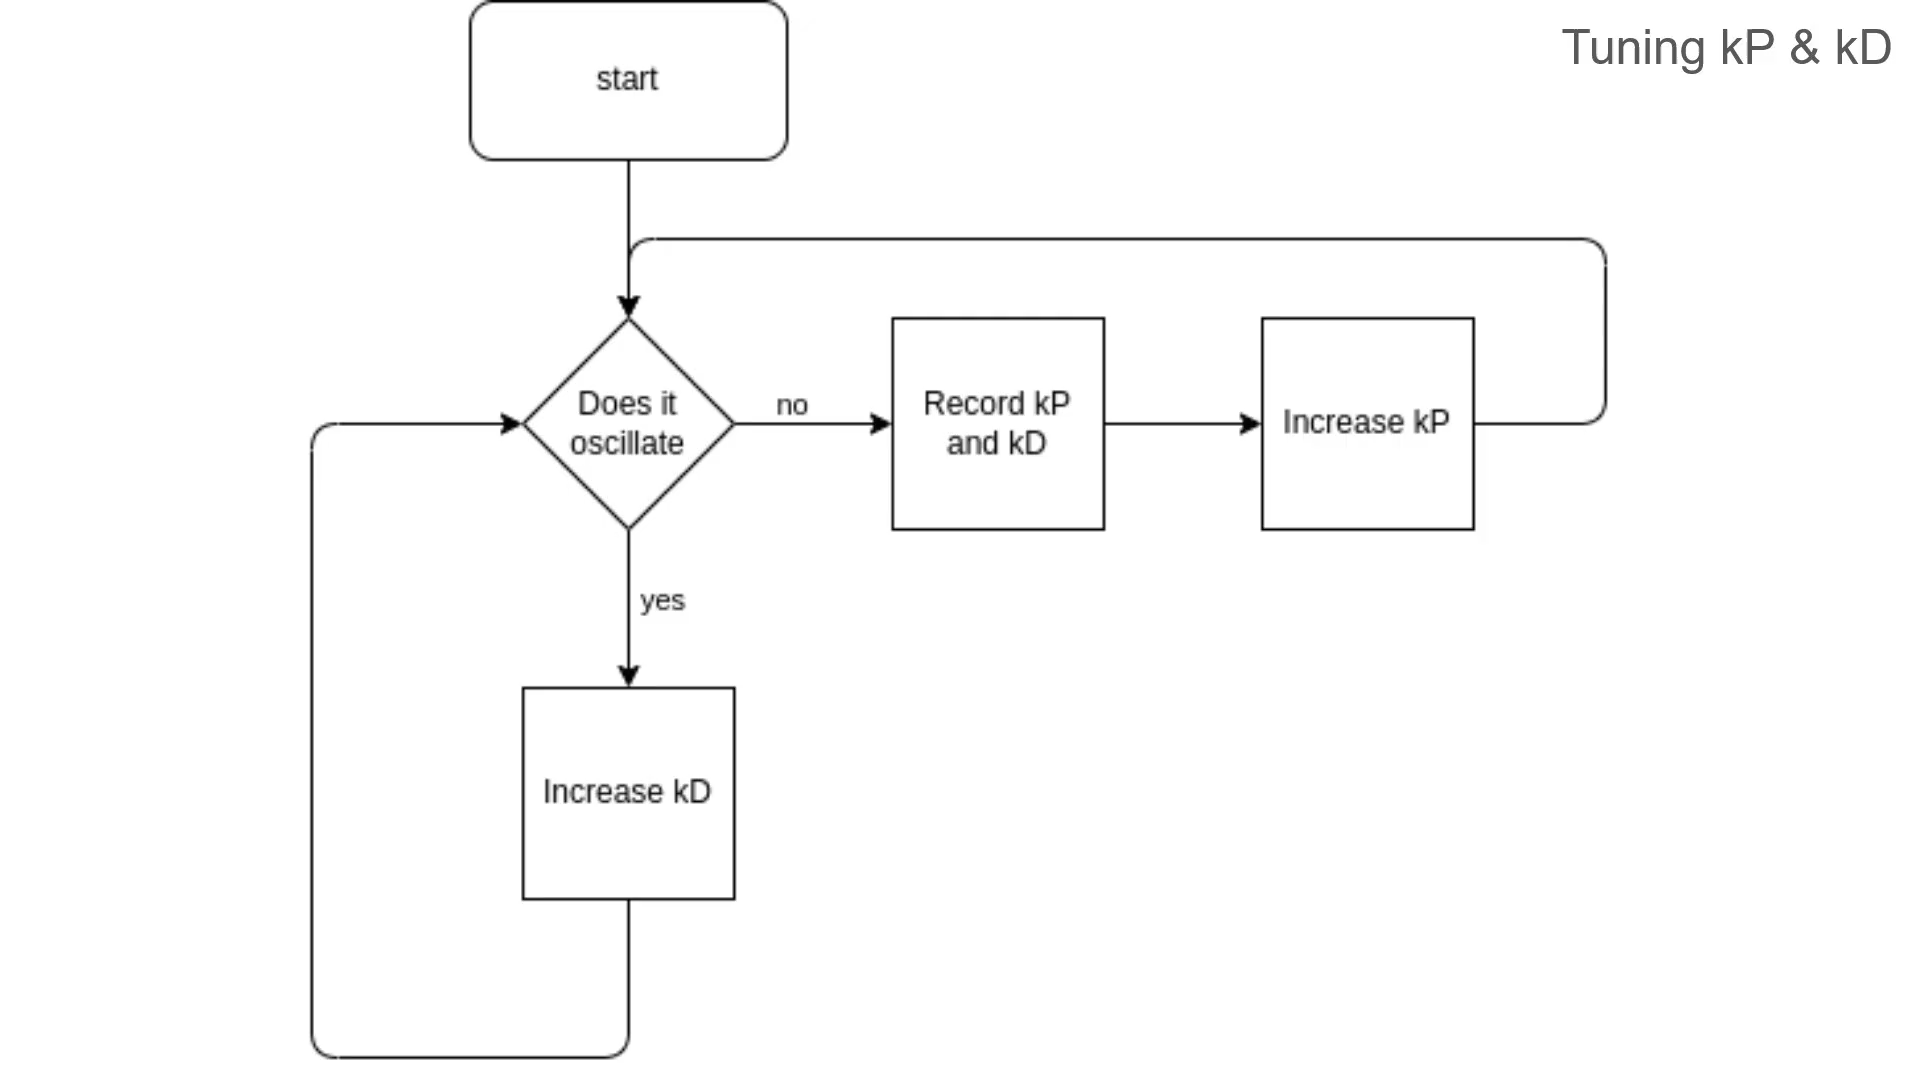 Tuning kP & kD
start
Does it
oscillate
no
Record kP
and kD
Increase kP
yes
Increase kD